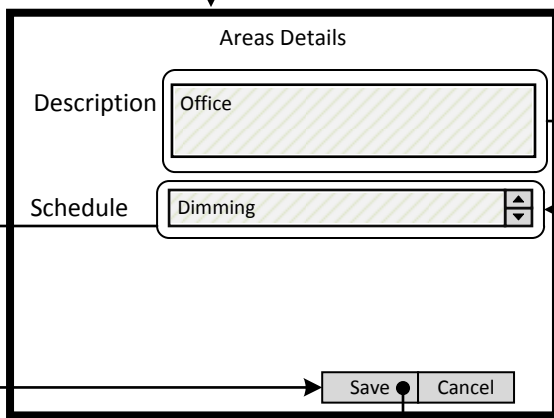 Areas Details
Description Office
Schedule Dimming
Save Cancel